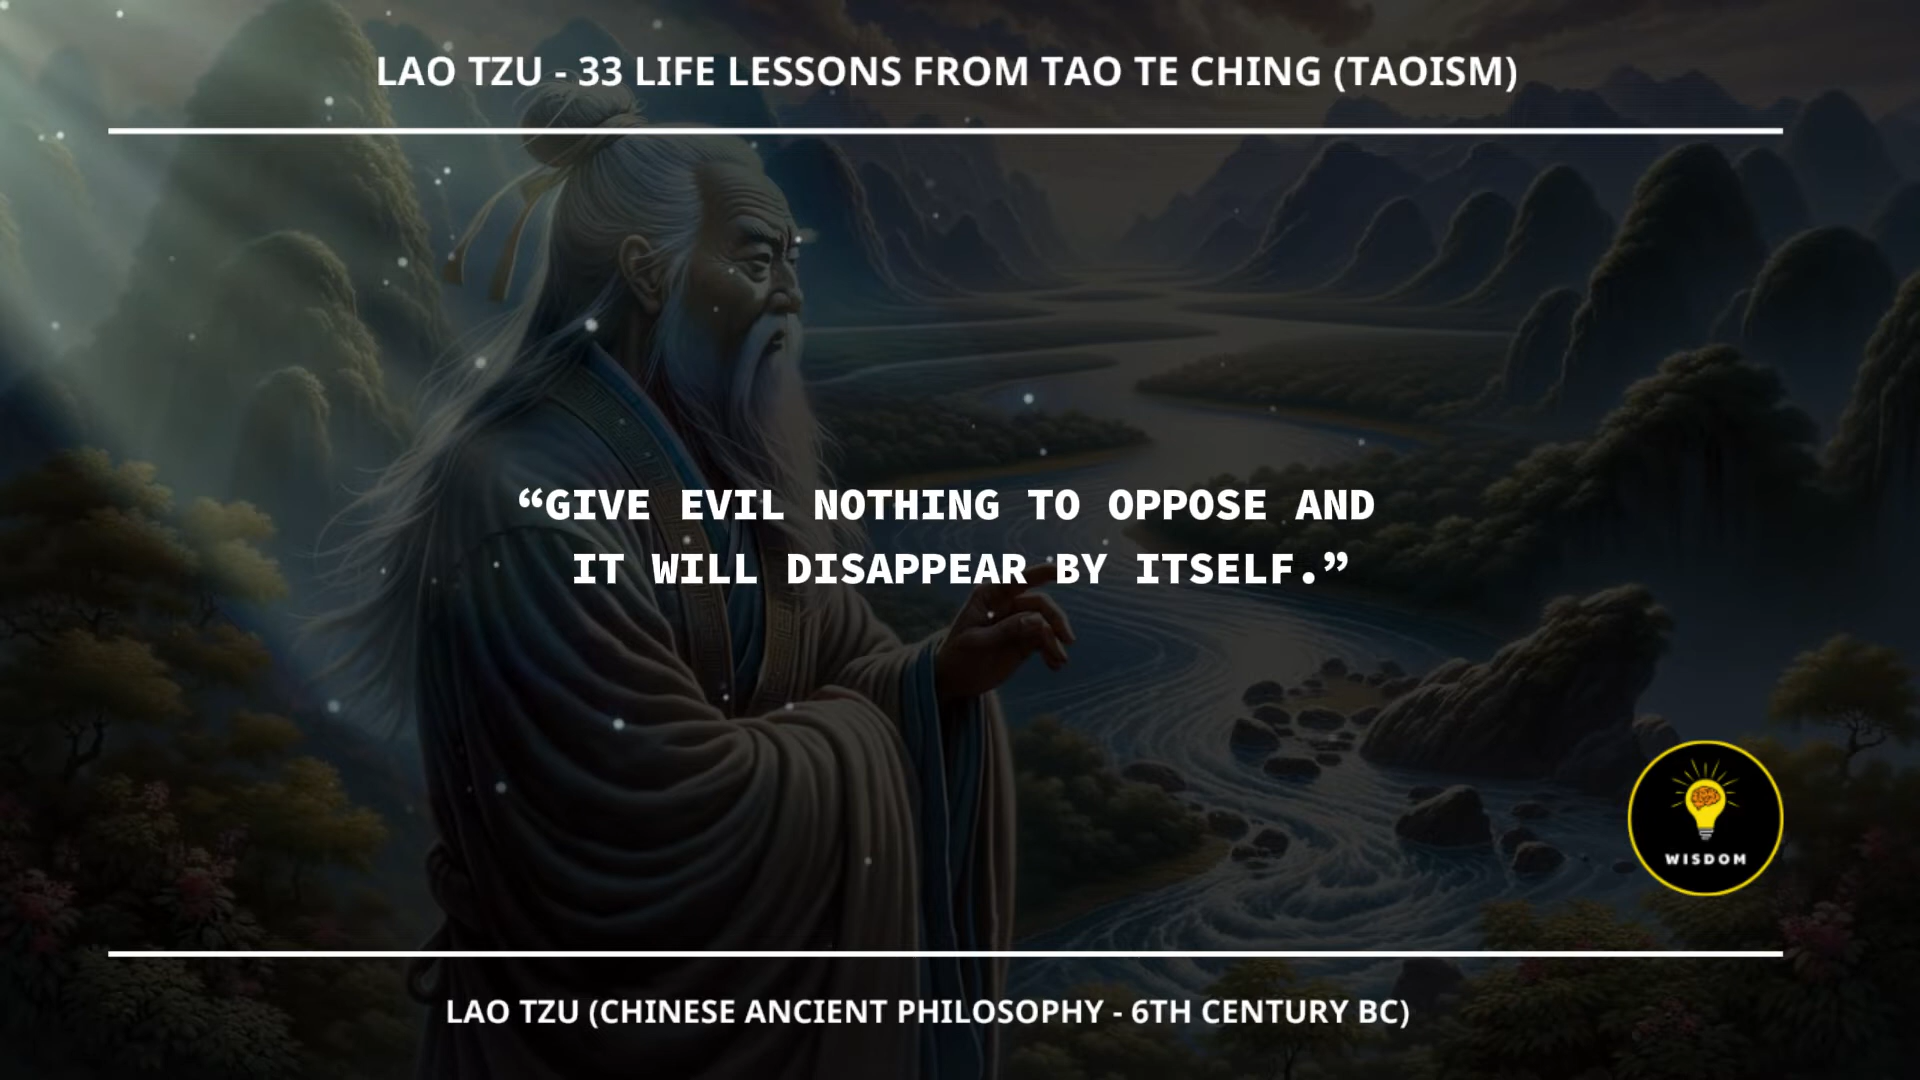 LAO TZU - 33 LIFE LESSONS FROM TAO TE CHING (TAOISM)
“GIVE EVIL NOTHING TO OPPOSE AND
IT WILL DISAPPEAR BY ITSELF.”
WISDOM
LAO TZU (CHINESE ANCIENT PHILOSOPHY - 6TH CENTURY BC)